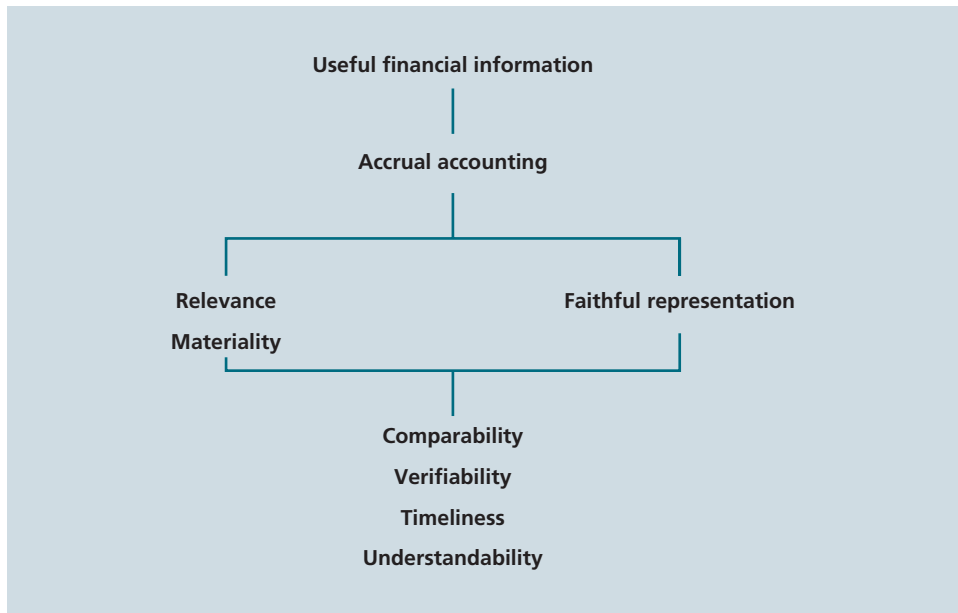 Useful financial information
Accrual accounting
Relevance
Faithful representation
Materiality
Comparability
Verifiability
Timeliness
Understandability